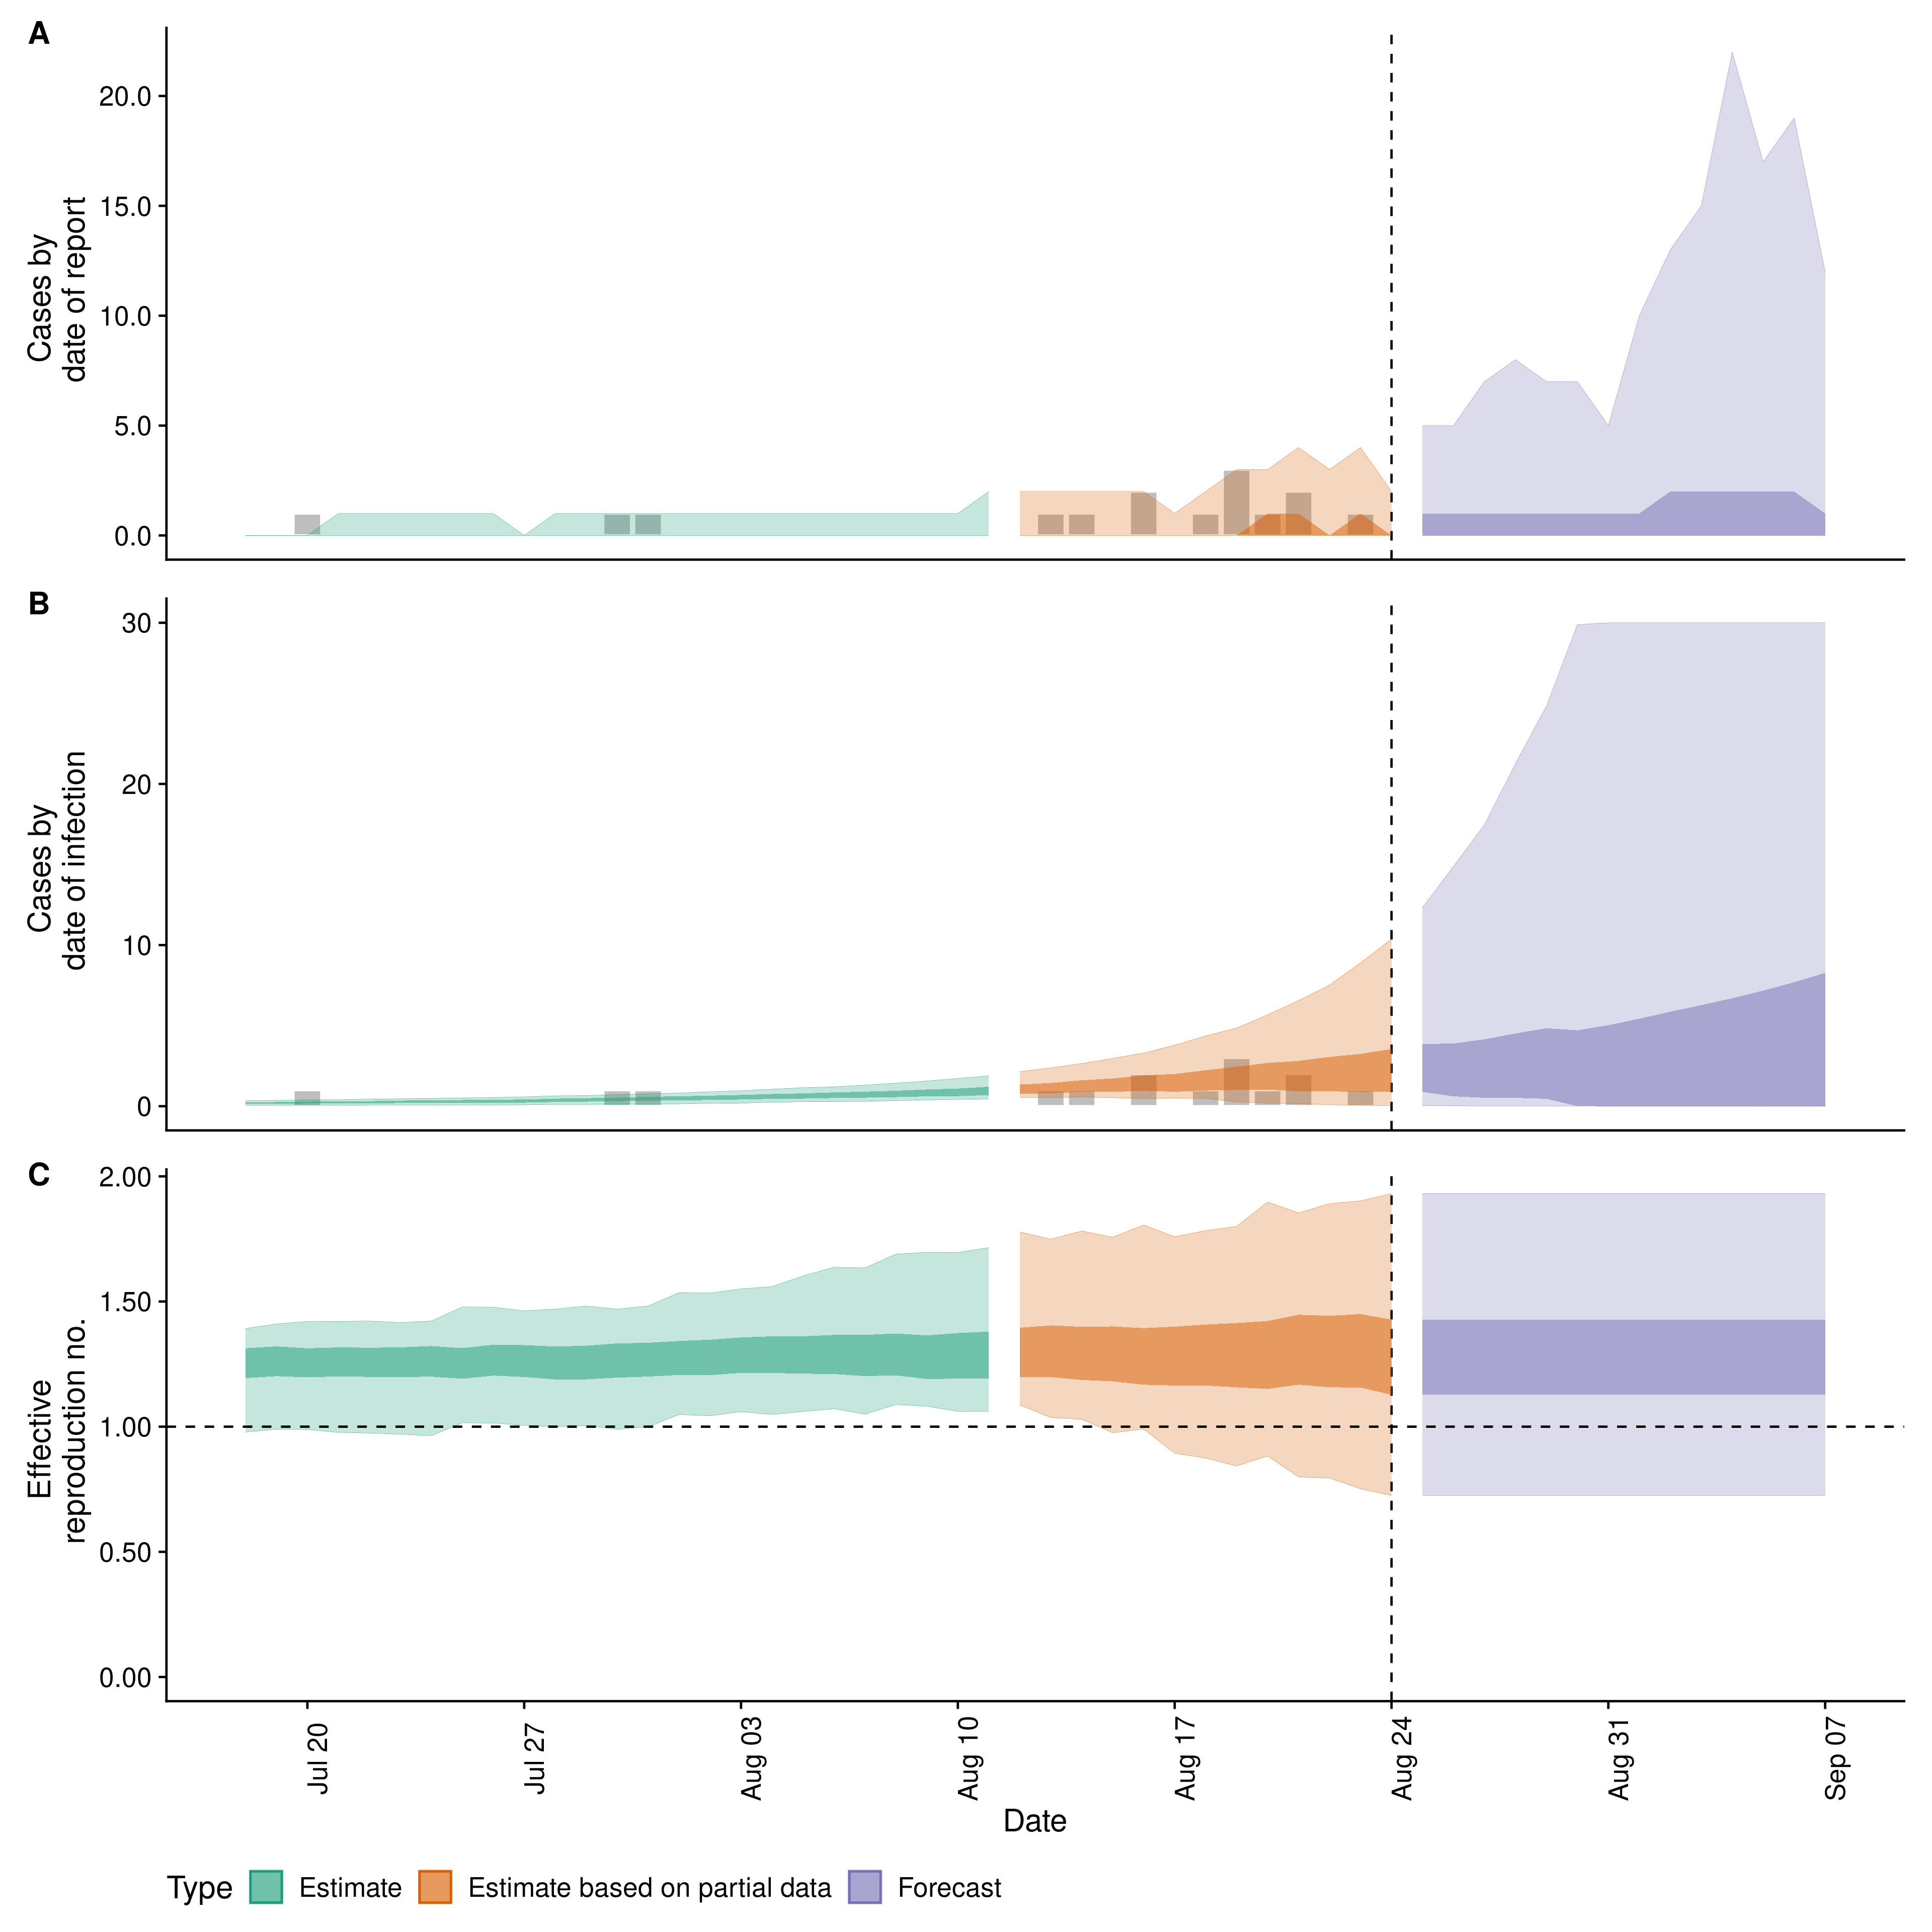 A
20.0
15.0
10.0
5.0
0.0
Cases by
date of report
B
30
20
10
0
Cases by
date of infection
C
2.00
1.50
1.00
0.50
0.00
Effective
reproduction no.
Jul 20
Jul 27
Aug 03
Aug 10
Aug 17
Aug 24
Aug 31
Sep 07
Date
Type Estimate Estimate based on partial data Forecast